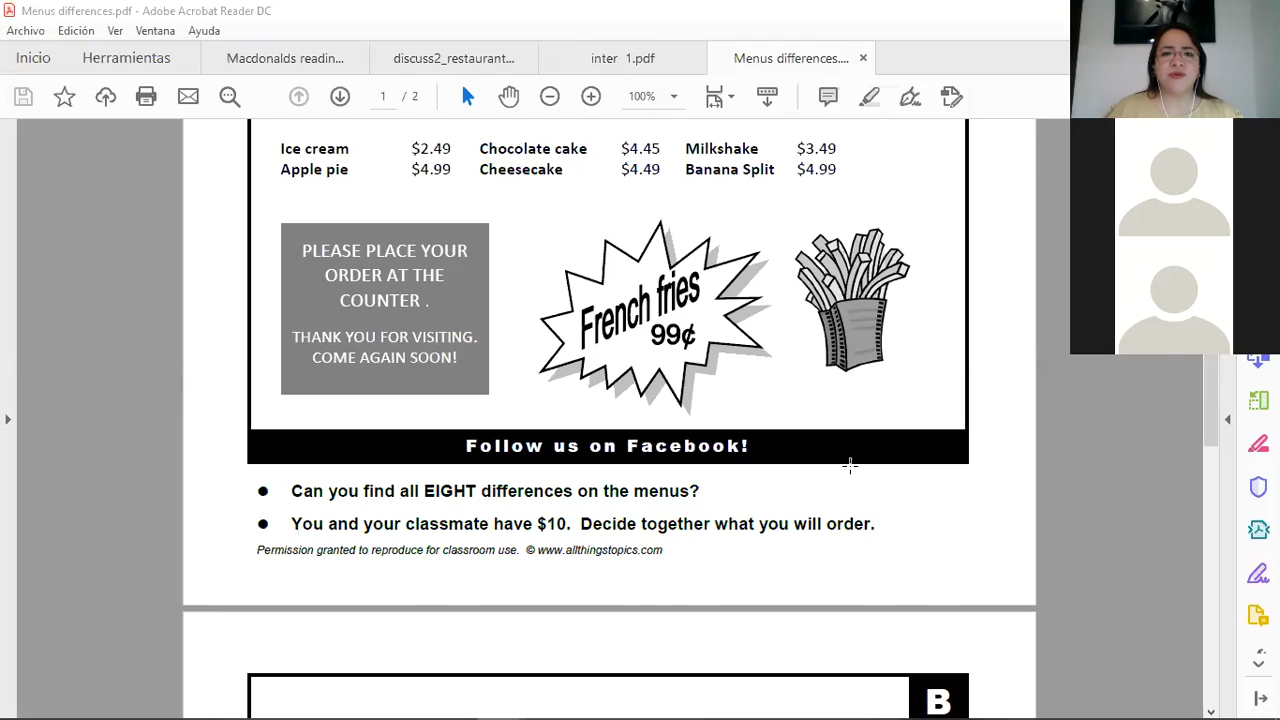 Menus differences.pdf - Adobe Acrobat Reader DC
Archivo Edición Ver Ventana Ayuda
Inicio Herramientas Macdonalds readin... discuss2_restaurant... inter 1.pdf Menus differences....
1 / 2 100%
Ice cream $2.49 Chocolate cake $4.45 Milkshake $3.49
Apple pie $4.99 Cheesecake $4.49 Banana Split $4.99
PLEASE PLACE YOUR
ORDER AT THE
COUNTER .
THANK YOU FOR VISITING.
COME AGAIN SOON!
French fries
99¢
Follow us on Facebook!
● Can you find all EIGHT differences on the menus?
● You and your classmate have $10. Decide together what you will order.
Permission granted to reproduce for classroom use. © www.allthingstopics.com
B